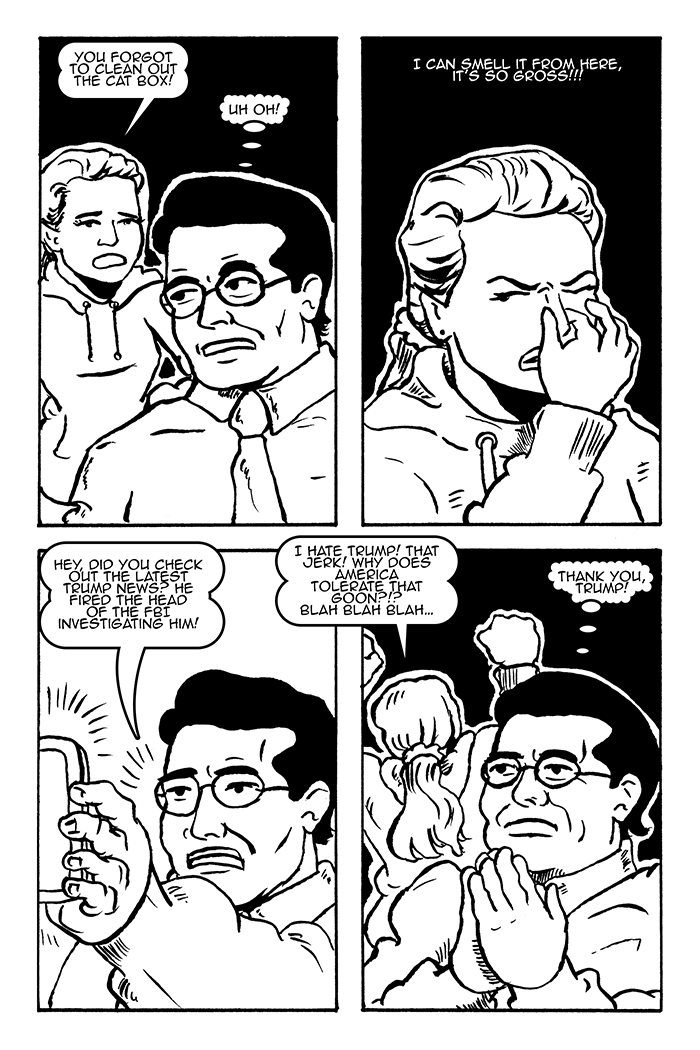 YOU FORGOT
TO CLEAN OUT
THE CAT BOX!
UH OH!
I CAN SMELL IT FROM HERE,
IT'S SO GROSS!!!
HEY, DID YOU CHECK
OUT THE LATEST
TRUMP NEWS? HE
FIRED THE HEAD
OF THE FBI
INVESTIGATING HIM!
I HATE TRUMP! THAT
JERK! WHY DOES
AMERICA
TOLERATE THAT
GOON?!?
BLAH BLAH BLAH...
THANK YOU,
TRUMP!